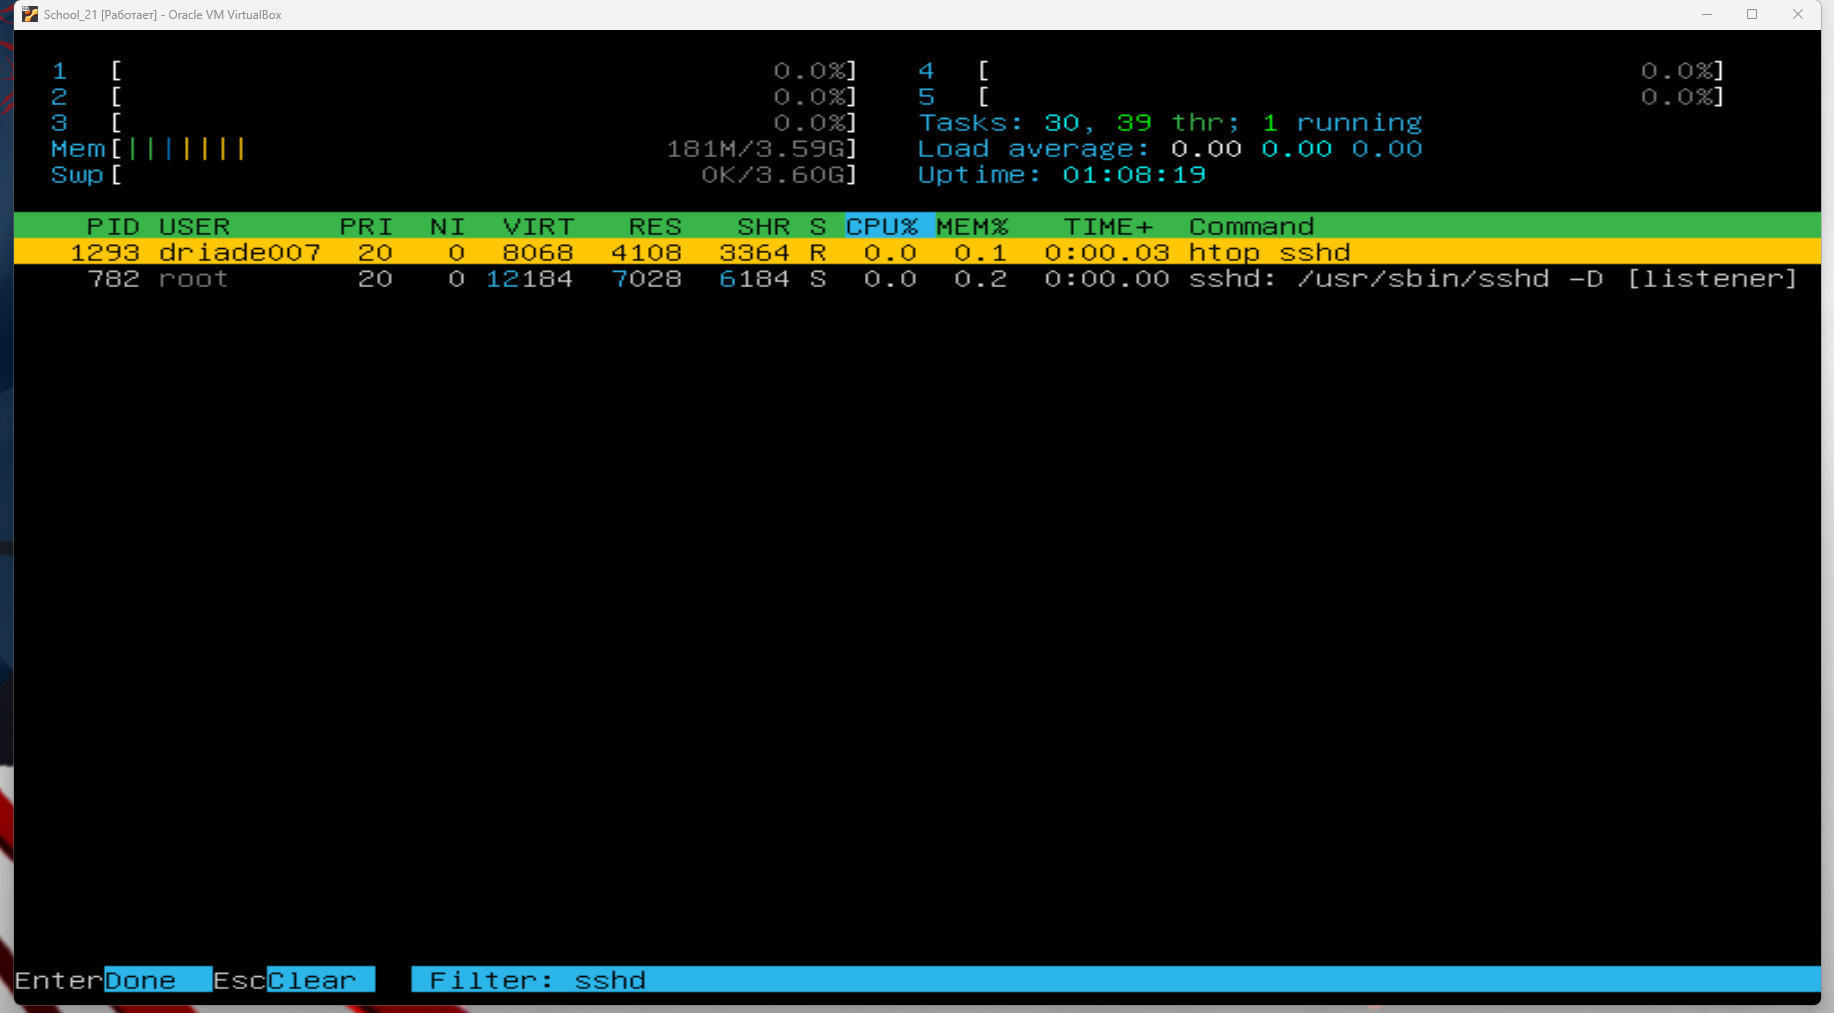 School_21 [Работает] - Oracle VM VirtualBox
1 [ 0.0%] 4 [ 0.0%]
2 [ 0.0%] 5 [ 0.0%]
3 [ 0.0%] Tasks: 30, 39 thr; 1 running
Mem[||||||| 181M/3.59G] Load average: 0.00 0.00 0.00
Swp[ 0K/3.60G] Uptime: 01:08:19
PID USER PRI NI VIRT RES SHR S CPU% MEM% TIME+ Command
1293 driade007 20 0 8068 4108 3364 R 0.0 0.1 0:00.03 htop sshd
782 root 20 0 12184 7028 6184 S 0.0 0.2 0:00.00 sshd: /usr/sbin/sshd -D [listener]
EnterDone EscClear Filter: sshd